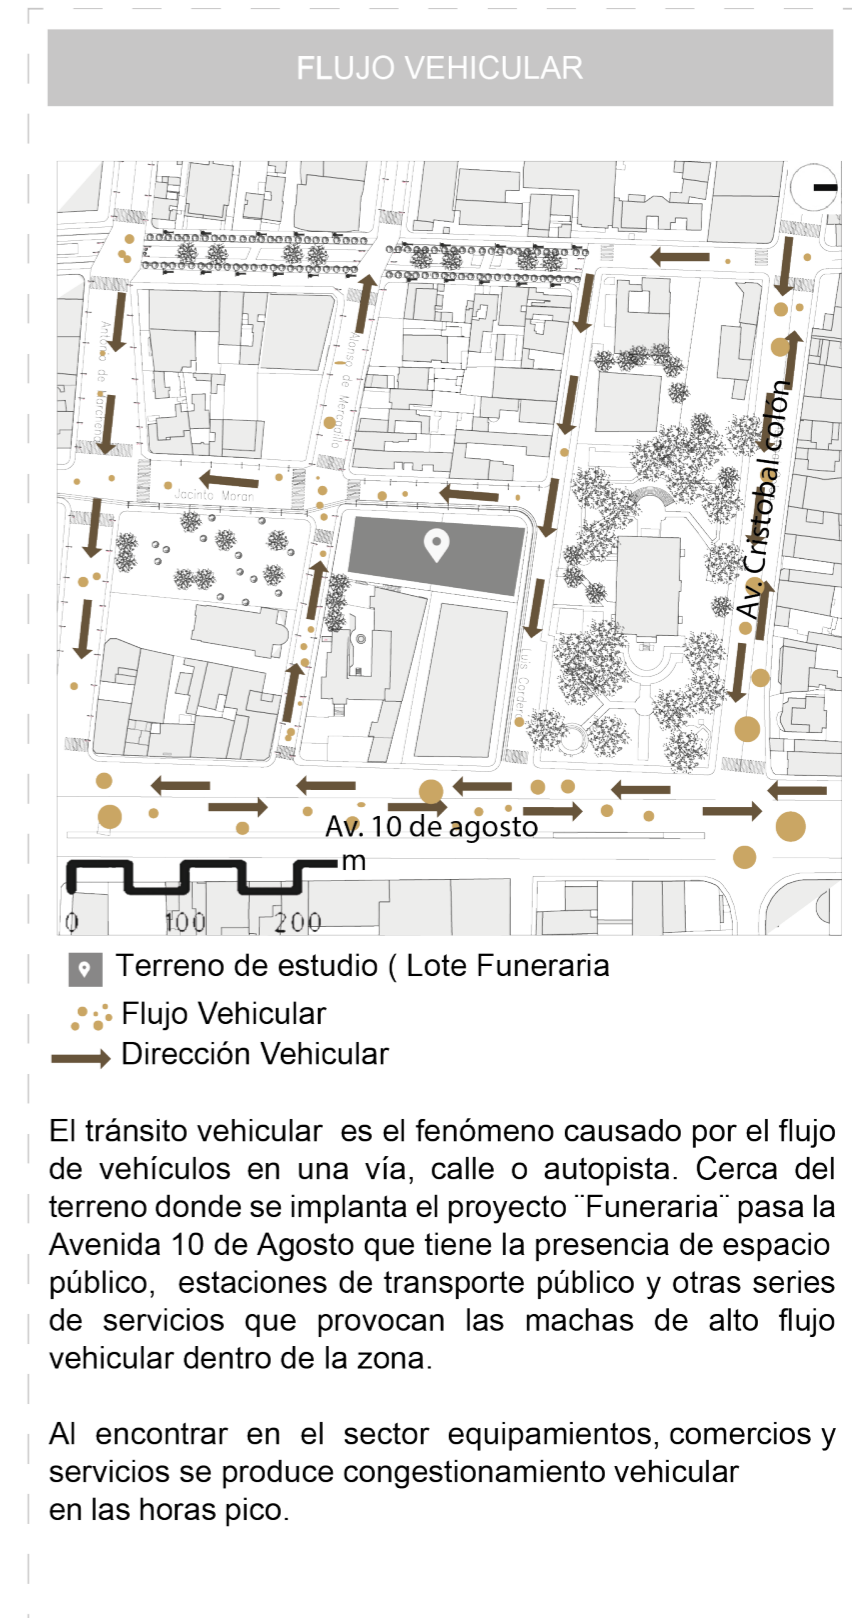 FLUJO VEHICULAR
Antonio de
Alonso de Mercadillo
Jacinto Moran
Luis Cordero
Av. Cristobal colón
Av. 10 de agosto
m
0 100 200
Terreno de estudio ( Lote Funeraria
Flujo Vehicular
Dirección Vehicular
El tránsito vehicular es el fenómeno causado por el flujo
de vehículos en una vía, calle o autopista. Cerca del
terreno donde se implanta el proyecto ¨Funeraria¨ pasa la
Avenida 10 de Agosto que tiene la presencia de espacio
público, estaciones de transporte público y otras series
de servicios que provocan las machas de alto flujo
vehicular dentro de la zona.
Al encontrar en el sector equipamientos, comercios y
servicios se produce congestionamiento vehicular
en las horas pico.